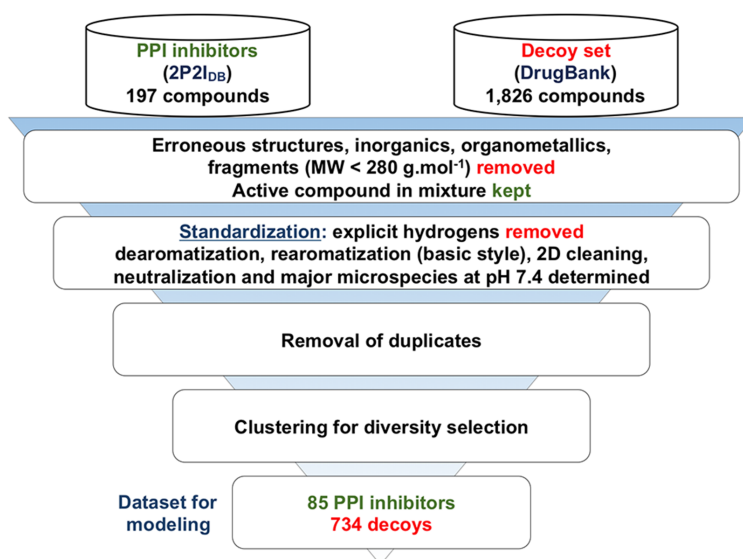 PPI inhibitors
(2P2IDB)
197 compounds
Decoy set
(DrugBank)
1,826 compounds
Erroneous structures, inorganics, organometallics,
fragments (MW < 280 g.mol-1) removed
Active compound in mixture kept
Standardization: explicit hydrogens removed
dearomatization, rearomatization (basic style), 2D cleaning,
neutralization and major microspecies at pH 7.4 determined
Removal of duplicates
Clustering for diversity selection
Dataset for
modeling
85 PPI inhibitors
734 decoys